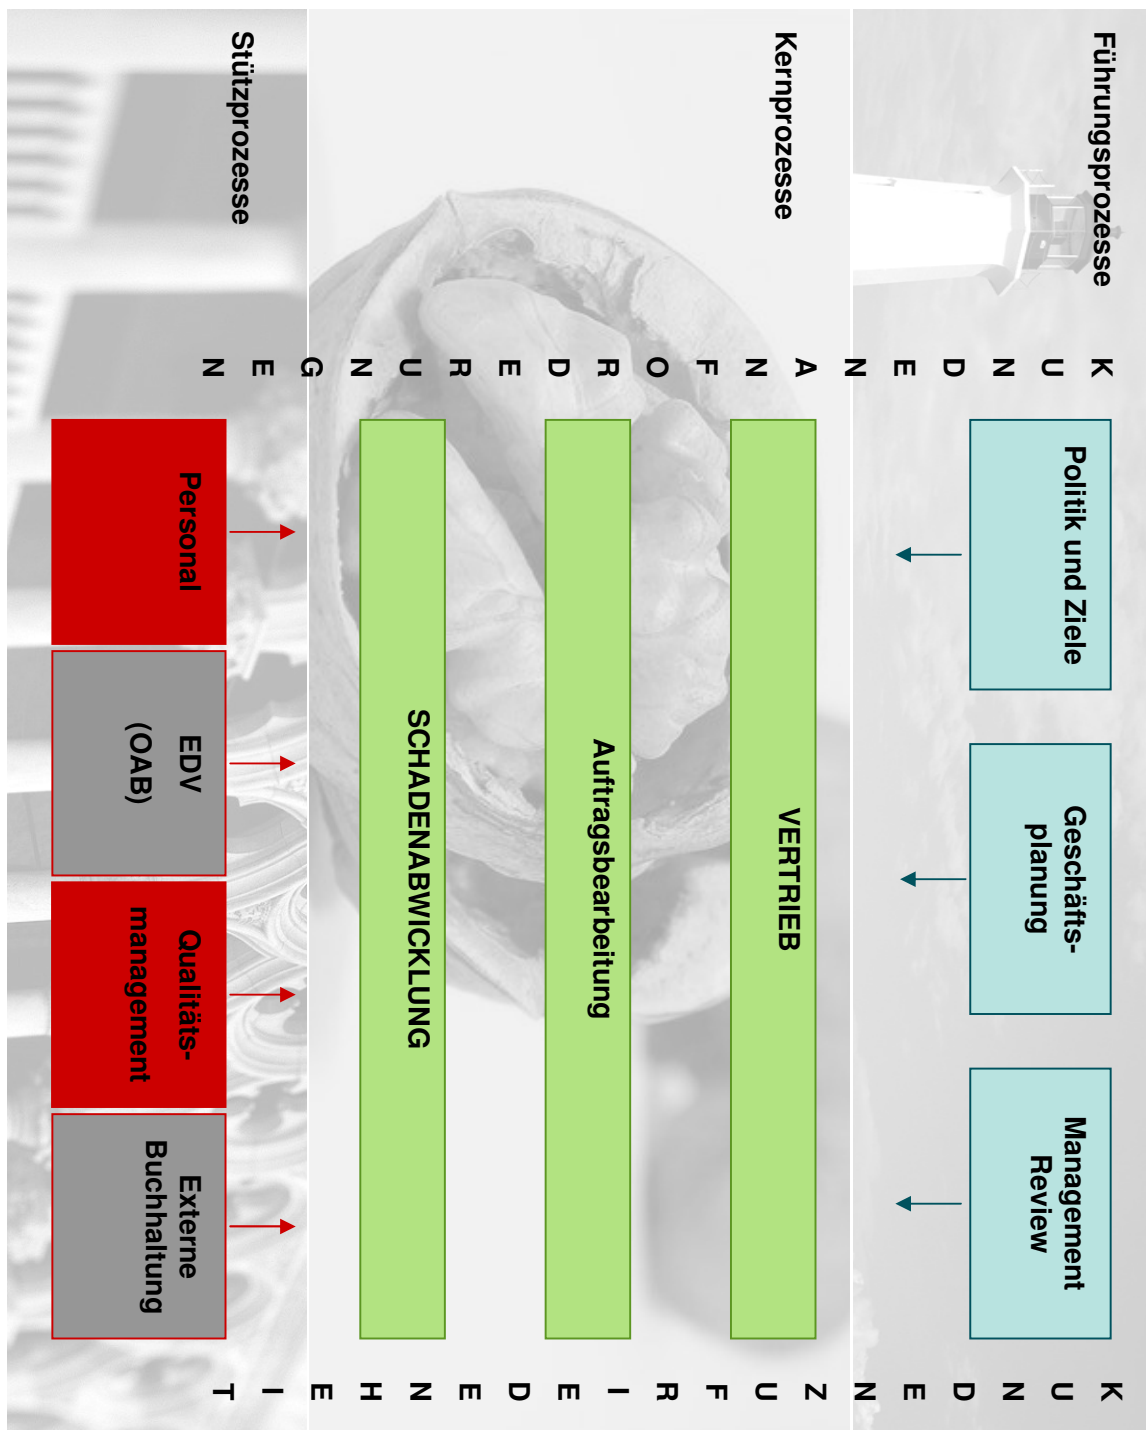 Führungsprozesse
Politik und Ziele
Geschäfts-
planung
Management
Review
Kernprozesse
VERTRIEB
Auftragsbearbeitung
SCHADENABWICKLUNG
Stützprozesse
Personal
EDV
(OAB)
Qualitäts-
management
Externe
Buchhaltung
KUNDENANFORDERUNGEN
KUNDENZUFRIEDENHEIT